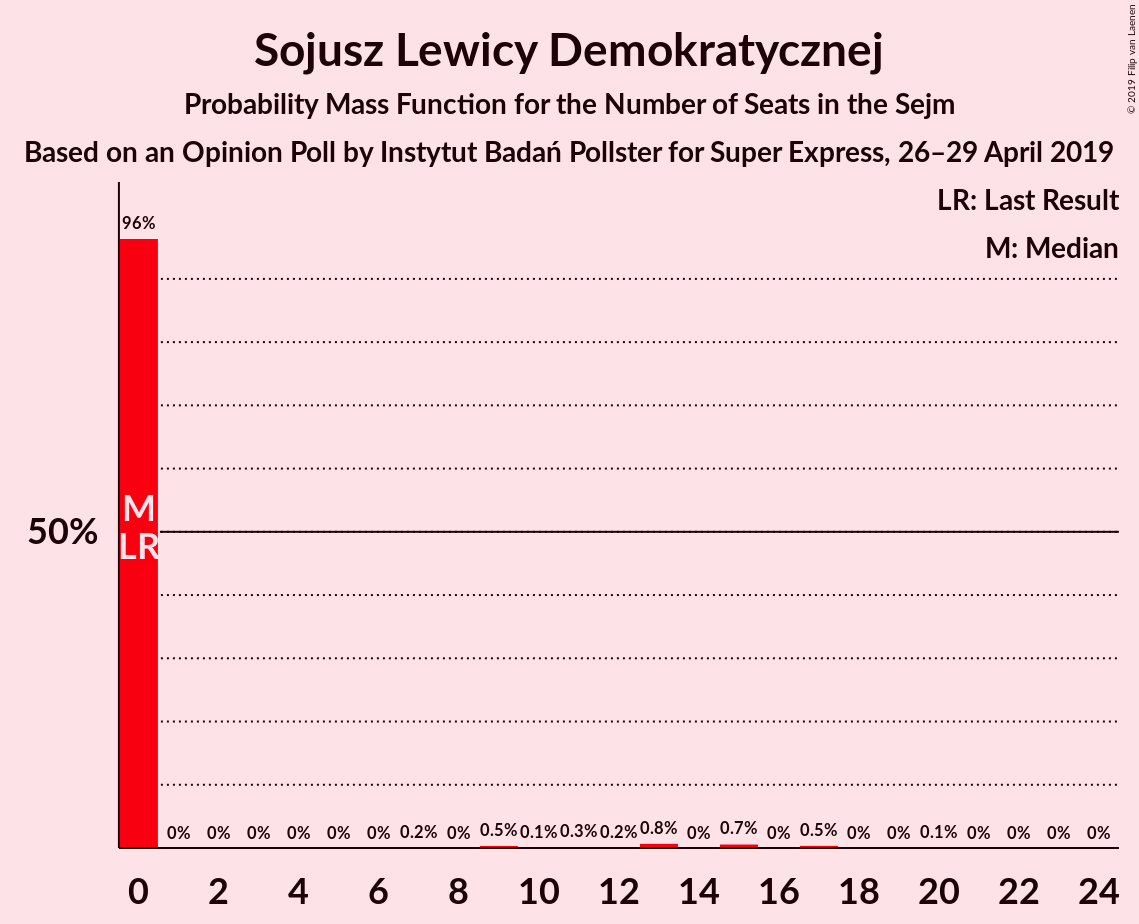 Sojusz Lewicy Demokratycznej
Probability Mass Function for the Number of Seats in the Sejm
Based on an Opinion Poll by Instytut Badań Pollster for Super Express, 26–29 April 2019
© 2019 Filip van Laenen
LR: Last Result
M: Median
96%
M
50%
LR
0% 0% 0% 0% 0% 0% 0.2% 0% 0.5% 0.1% 0.3% 0.2% 0.8% 0% 0.7% 0% 0.5% 0% 0% 0.1% 0% 0% 0% 0%
0 2 4 6 8 10 12 14 16 18 20 22 24